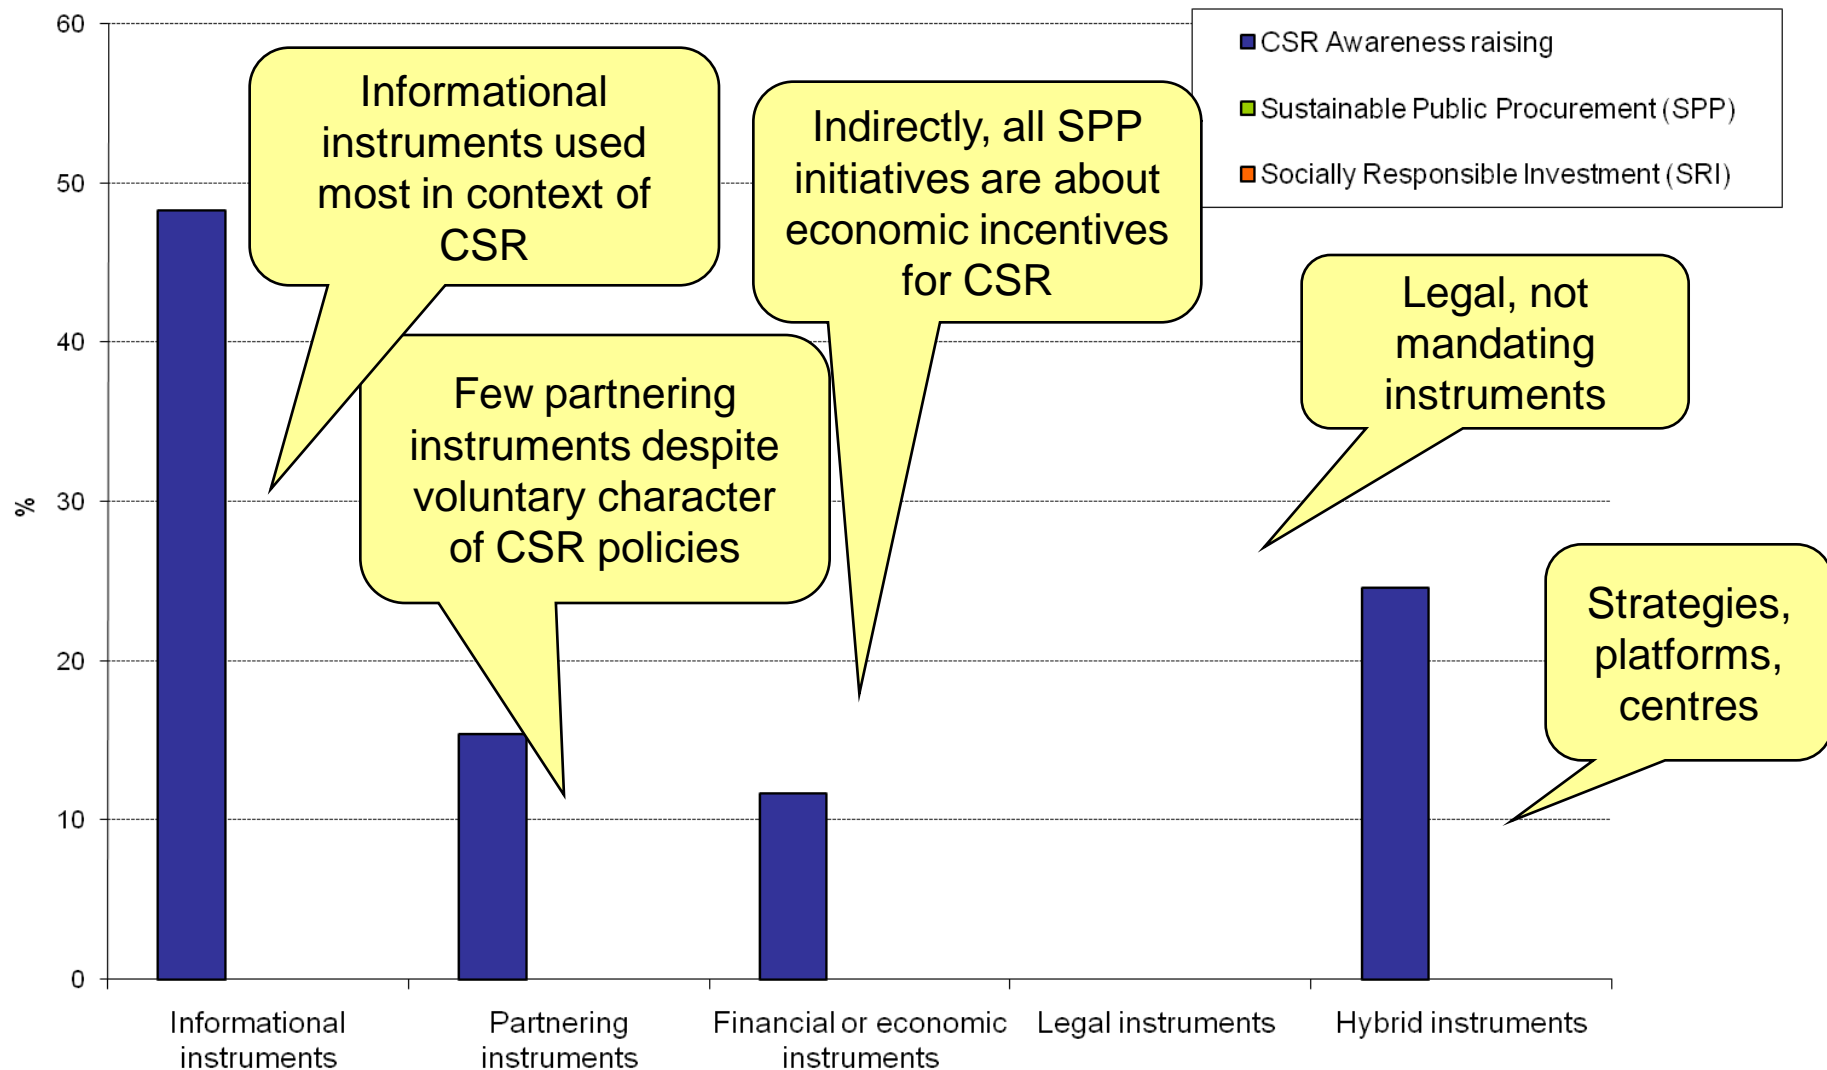 60
50
40
30
20
10
0
%
CSR Awareness raising
Sustainable Public Procurement (SPP)
Socially Responsible Investment (SRI)
Informational
instruments used
most in context of
CSR
Indirectly, all SPP
initiatives are about
economic incentives
for CSR
Legal, not
mandating
instruments
Few partnering
instruments despite
voluntary character
of CSR policies
Strategies,
platforms,
centres
Informational
instruments
Partnering
instruments
Financial or economic
instruments
Legal instruments
Hybrid instruments